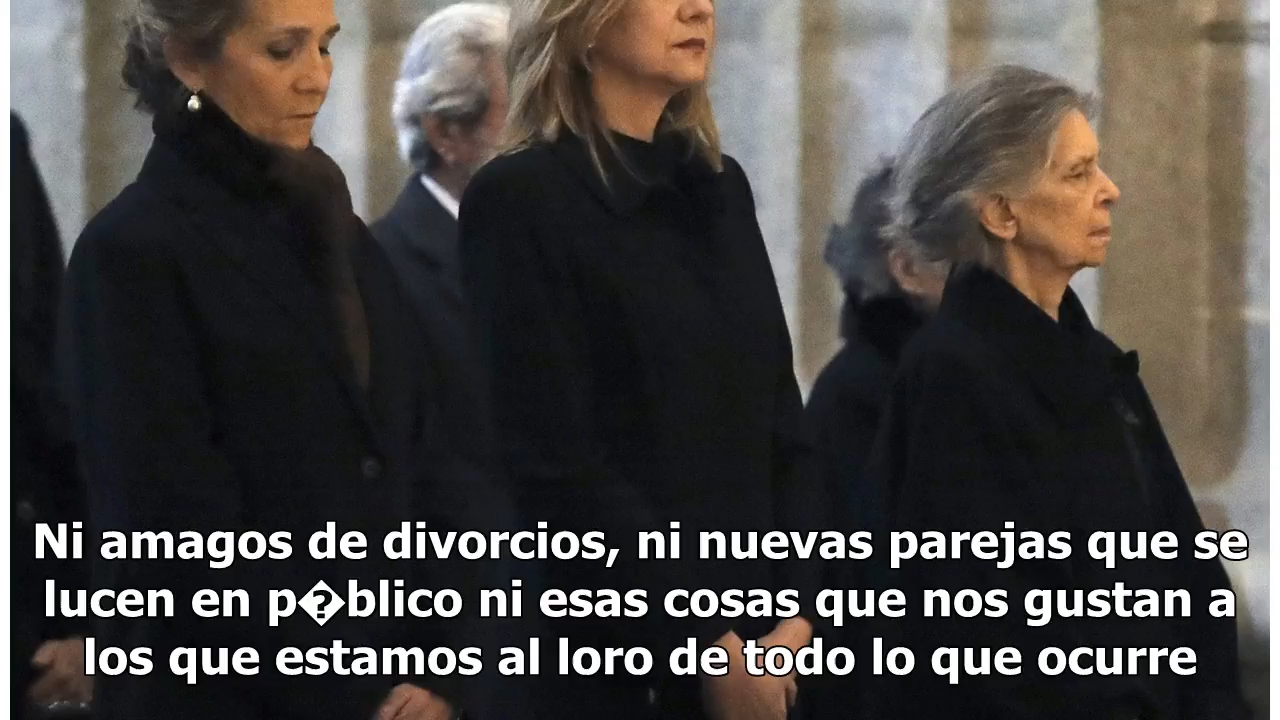 Ni amagos de divorcios, ni nuevas parejas que se
lucen en p�blico ni esas cosas que nos gustan a
los que estamos al loro de todo lo que ocurre